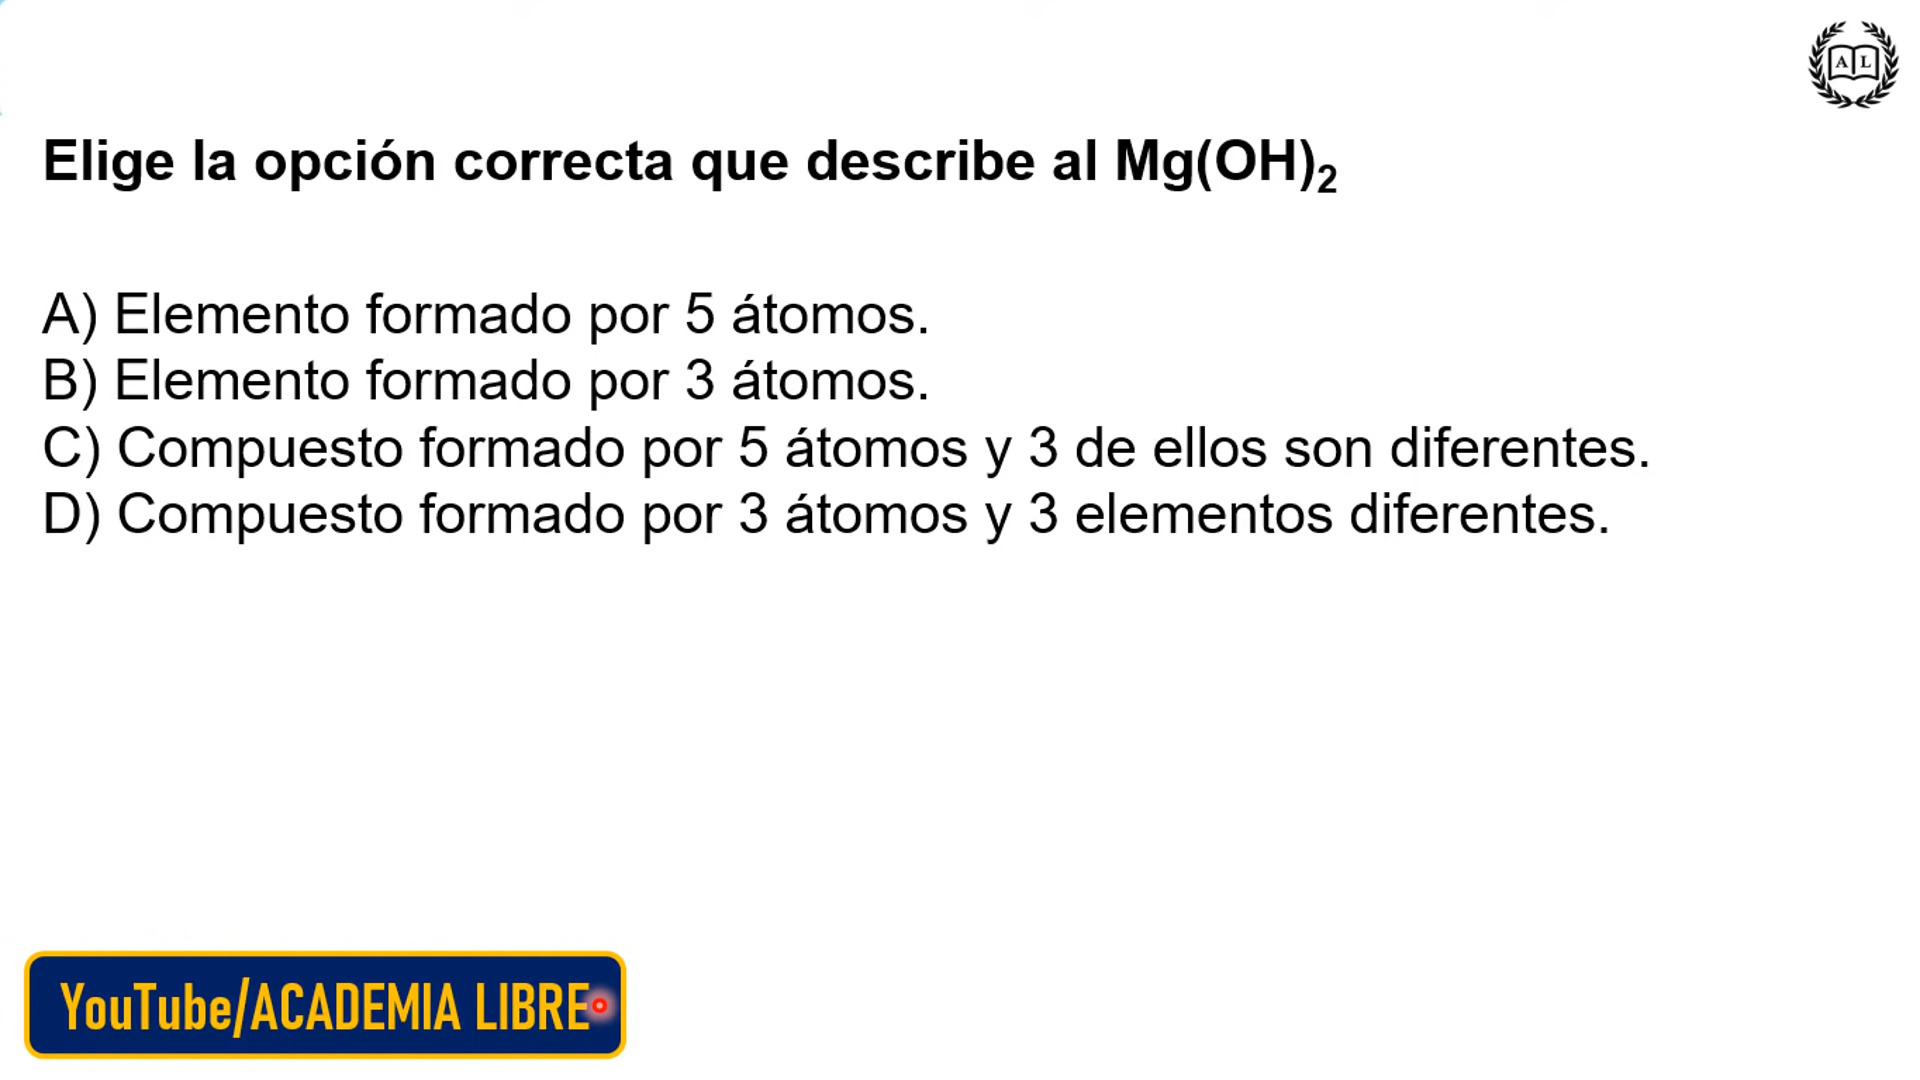 A L
Elige la opción correcta que describe al Mg(OH)₂
A) Elemento formado por 5 átomos.
B) Elemento formado por 3 átomos.
C) Compuesto formado por 5 átomos y 3 de ellos son diferentes.
D) Compuesto formado por 3 átomos y 3 elementos diferentes.
YouTube/ACADEMIA LIBRE